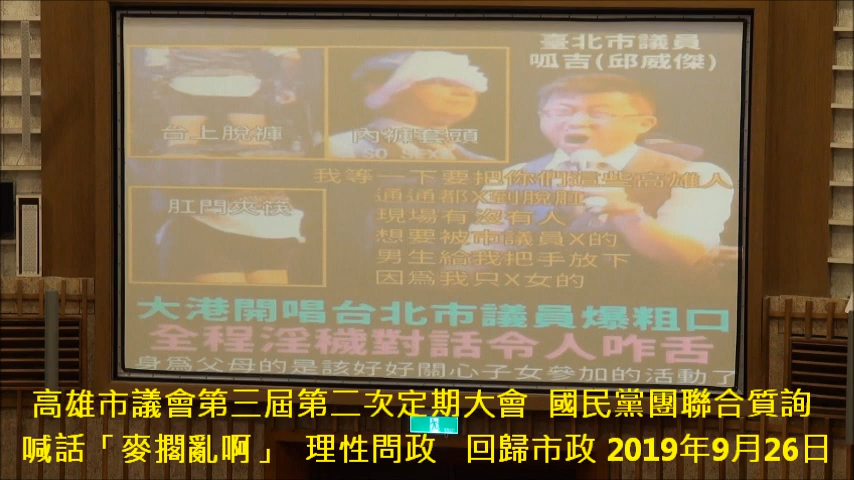 臺北市議員
呱吉(邱威傑)
台上脫褲
內褲套頭
SO SEXY
我等一下要把你們這些高雄人
通通都X到脫肛
肛門夾筷
現場有沒有人
想要被市議員X的
男生給我把手放下
因為我只X女的
大港開唱台北市議員爆粗口
全程淫穢對話令人咋舌
身為父母的是該好好關心子女參加的活動了
高雄市議會第三屆第二次定期大會 國民黨團聯合質詢
喊話「麥擱亂啊」 理性問政 回歸市政 2019年9月26日